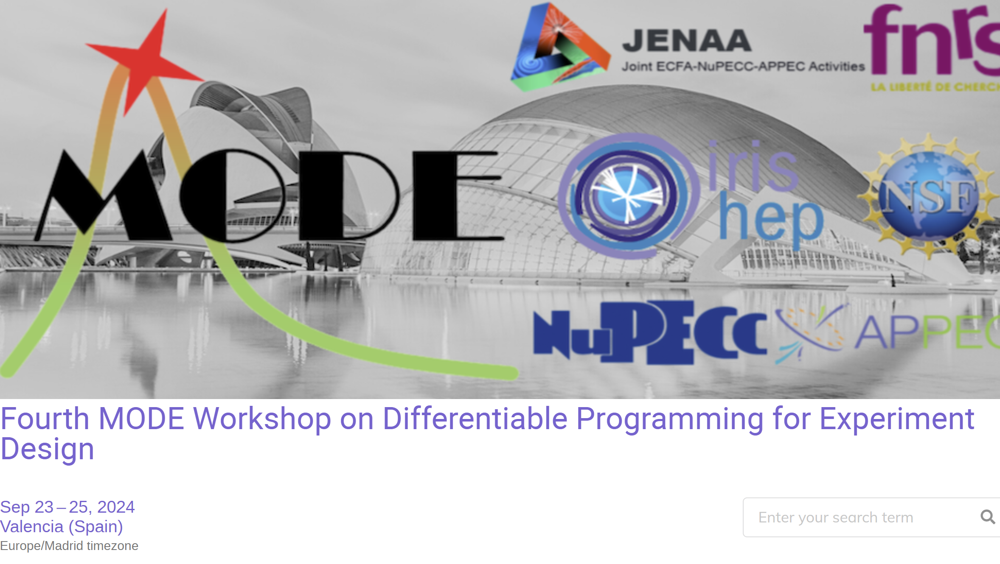 JENAA
Joint ECFA-NuPECC-APPEC Activities
fnrs
LA LIBERTÉ DE CHERCH
MODE
iris
hep
NSF
NuPECC
APPEC
Fourth MODE Workshop on Differentiable Programming for Experiment
Design
Sep 23 – 25, 2024
Valencia (Spain)
Europe/Madrid timezone
Enter your search term